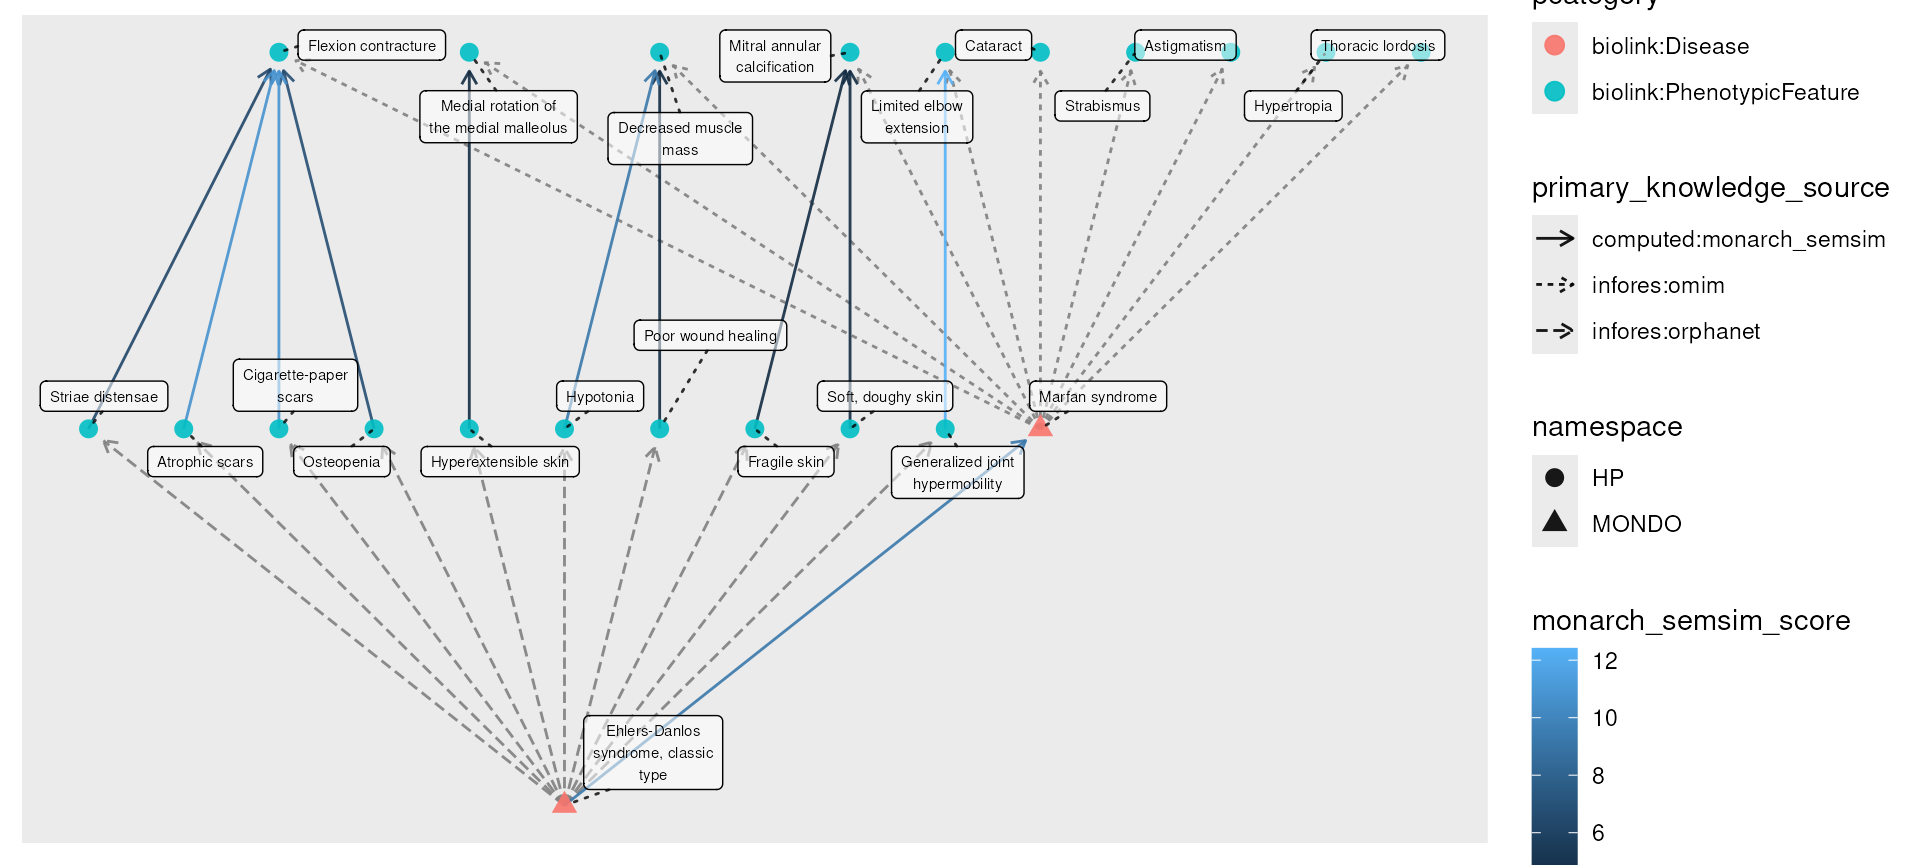 Flexion contracture
Mitral annular
calcification
Cataract
Astigmatism
Thoracic lordosis
Medial rotation of
the medial malleolus
Decreased muscle
mass
Limited elbow
extension
Strabismus
Hypertropia
Poor wound healing
Striae distensae
Cigarette-paper
scars
Hypotonia
Soft, doughy skin
Marfan syndrome
Atrophic scars
Osteopenia
Hyperextensible skin
Fragile skin
Generalized joint
hypermobility
Ehlers-Danlos
syndrome, classic
type
pcategory
biolink:Disease
biolink:PhenotypicFeature
primary_knowledge_source
computed:monarch_semsim
infores:omim
infores:orphanet
namespace
HP
MONDO
monarch_semsim_score
12
10
8
6